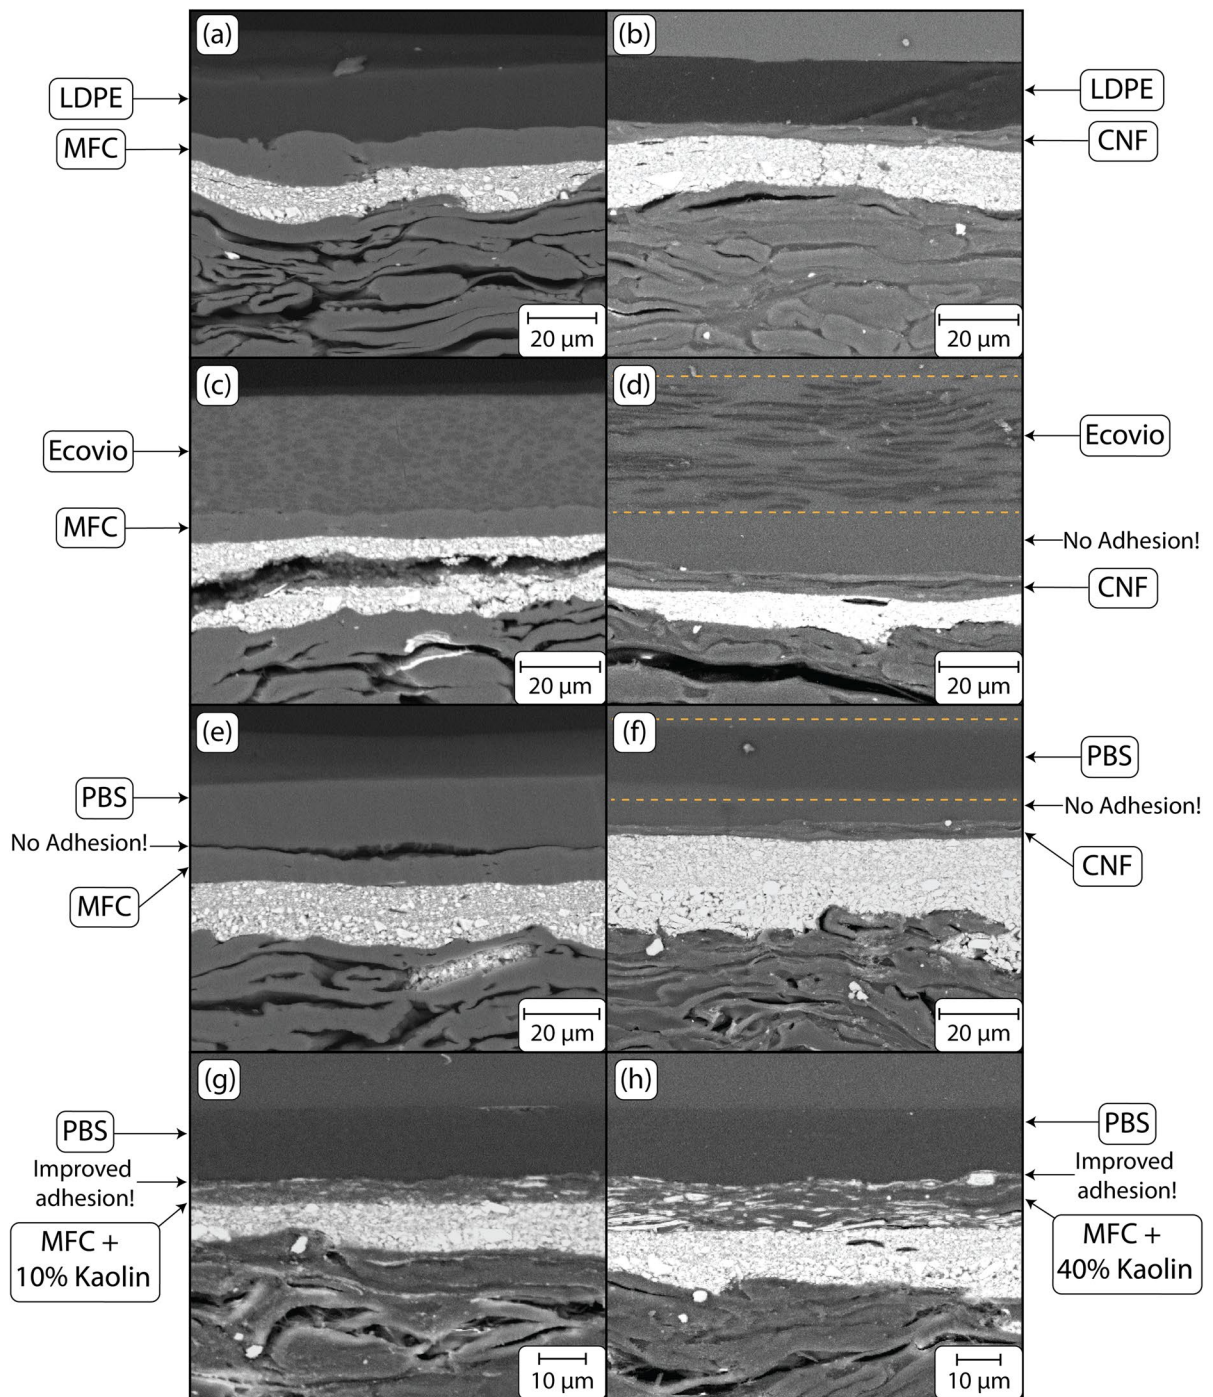 (a)
(b)
LDPE
MFC
LDPE
CNF
20 µm
20 µm
(c)
(d)
Ecovio
MFC
Ecovio
No Adhesion!
CNF
20 µm
20 µm
(e)
(f)
PBS
No Adhesion!
MFC
PBS
No Adhesion!
CNF
20 µm
20 µm
(g)
(h)
PBS
Improved
adhesion!
MFC +
10% Kaolin
PBS
Improved
adhesion!
MFC +
40% Kaolin
10 µm
10 µm